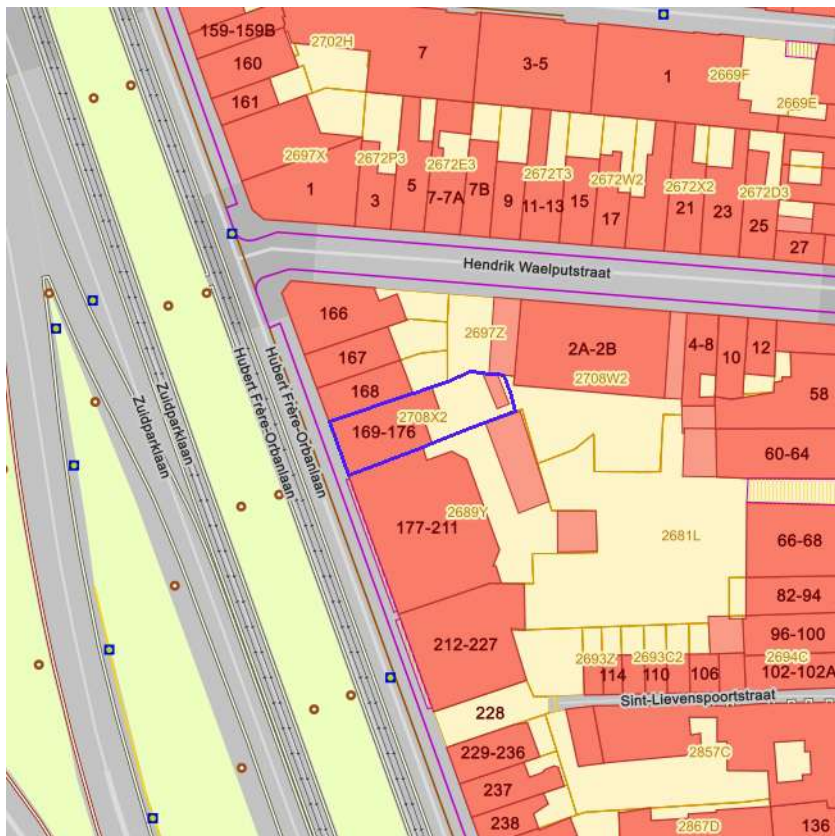 159-159B
2702H
7
3-5
1
2669F
160
161
2669E
2697X
2672P3
2672E3
2672T3
2672W2
2672X2
2672D3
1
3
5
7-7A
7B
9
11-13
15
17
21
23
25
27
Hendrik Waelputstraat
166
2697Z
167
2A-2B
4-8
10
12
168
2708W2
58
2708X2
169-176
Hubert Frère-Orbanlaan
Hubert Frère-Orbanlaan
Zuidparklaan
Zuidparklaan
60-64
177-211
2689Y
2681L
66-68
82-94
212-227
96-100
2693Z
2693C2
2694C
114
110
106
102-102A
Sint-Lievenspoortstraat
228
229-236
2857C
237
238
2867D
136